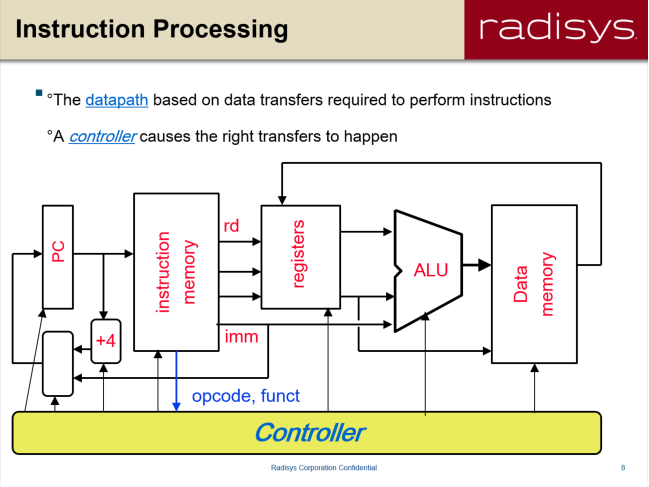 Instruction Processing
radisys.
°The datapath based on data transfers required to perform instructions
°A controller causes the right transfers to happen
PC
instruction
memory
rd
registers
ALU
Data
memory
+4
imm
opcode, funct
Controller
Radisys Corporation Confidential
8